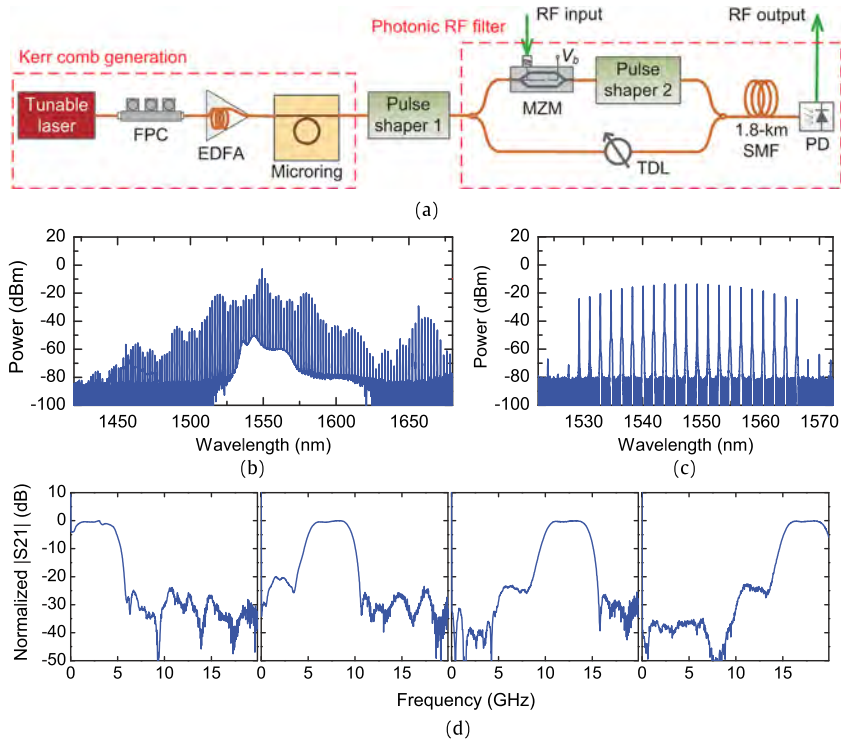 Kerr comb generation
Photonic RF filter
RF input
RF output
Tunable
laser
FPC
EDFA
Microring
Pulse
shaper 1
V_b
MZM
Pulse
shaper 2
TDL
1.8-km
SMF
PD
(a)
20
0
-20
-40
-60
-80
-100
Power (dBm)
1450 1500 1550 1600 1650
Wavelength (nm)
(b)
20
0
-20
-40
-60
-80
-100
Power (dBm)
1530 1540 1550 1560 1570
Wavelength (nm)
(c)
10
0
-10
-20
-30
-40
-50
Normalized |S21| (dB)
0 5 10 15 0 5 10 15 0 5 10 15 0 5 10 15
Frequency (GHz)
(d)